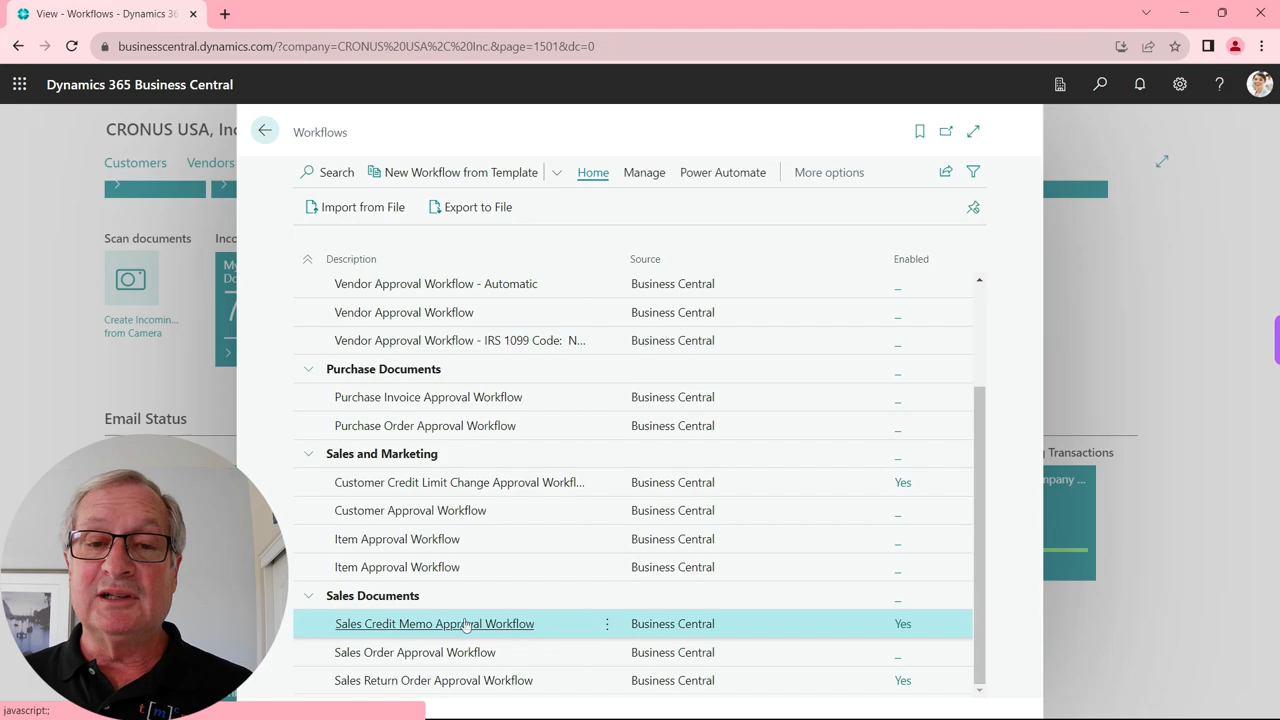 View - Workflows - Dynamics 36
businesscentral.dynamics.com/?company=CRONUS%20USA%2C%20Inc.&page=1501&dc=0
Dynamics 365 Business Central
CRONUS USA, Inc
Workflows
Customers Vendors
Search New Workflow from Template Home Manage Power Automate More options
Import from File Export to File
Scan documents
Create Incomin...
from Camera
Email Status
Description Source Enabled
Vendor Approval Workflow - Automatic Business Central _
Vendor Approval Workflow Business Central _
Vendor Approval Workflow - IRS 1099 Code: N... Business Central _
Purchase Documents _
Purchase Invoice Approval Workflow Business Central _
Purchase Order Approval Workflow Business Central _
Sales and Marketing _
Customer Credit Limit Change Approval Workfl... Business Central Yes
Customer Approval Workflow Business Central _
Item Approval Workflow Business Central _
Item Approval Workflow Business Central _
Sales Documents _
Sales Credit Memo Approval Workflow Business Central Yes
Sales Order Approval Workflow Business Central _
Sales Return Order Approval Workflow Business Central Yes
g Transactions
ompany ...
javascript:;
t[m]c